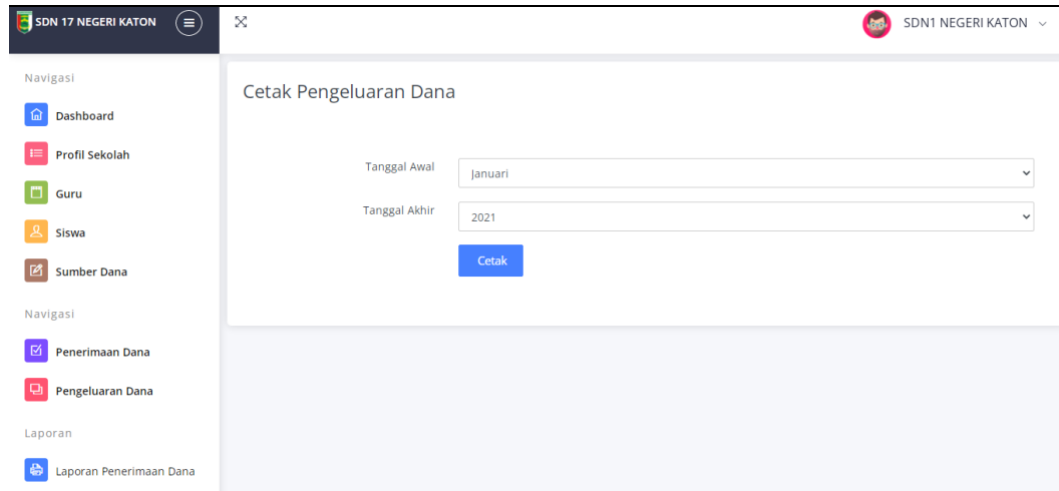 SDN 17 NEGERI KATON
SDN1 NEGERI KATON
Navigasi
Dashboard
Profil Sekolah
Guru
Siswa
Sumber Dana
Navigasi
Penerimaan Dana
Pengeluaran Dana
Laporan
Laporan Penerimaan Dana
Cetak Pengeluaran Dana
Tanggal Awal
Januari
Tanggal Akhir
2021
Cetak